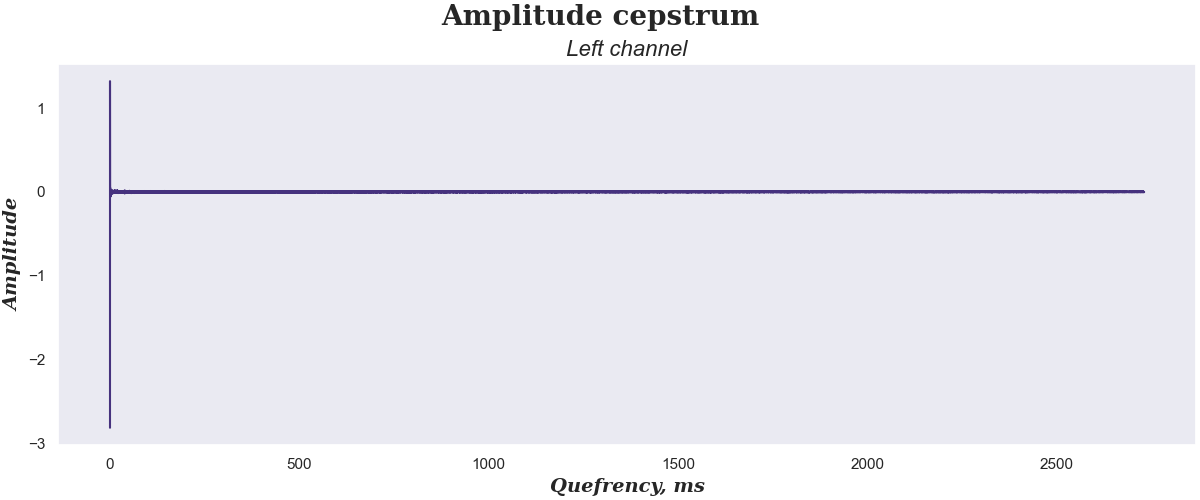 Amplitude cepstrum
Left channel
1
0
−1
−2
−3
Amplitude
0 500 1000 1500 2000 2500
Quefrency, ms